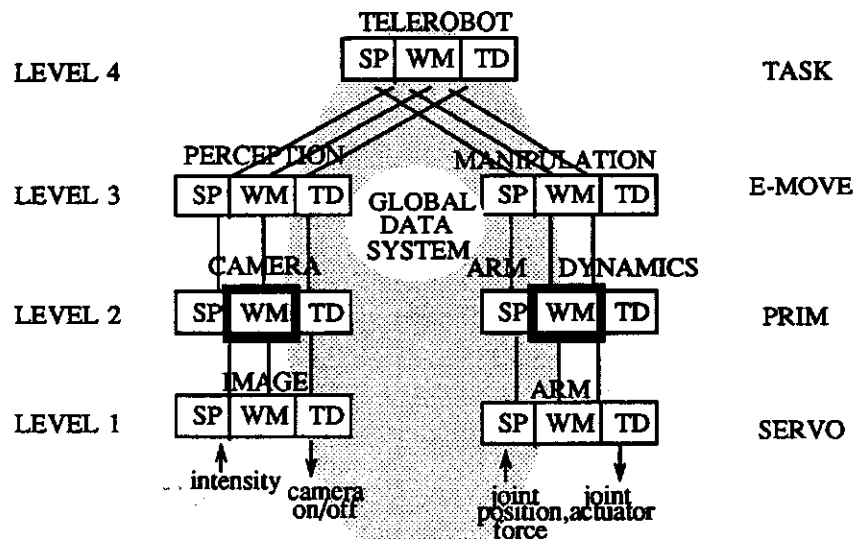 TELEROBOT
LEVEL 4 SP WM TD TASK
PERCEPTION MANIPULATION
LEVEL 3 SP WM TD SP WM TD E-MOVE
GLOBAL
DATA
SYSTEM
CAMERA ARM DYNAMICS
LEVEL 2 SP WM TD SP WM TD PRIM
IMAGE ARM
LEVEL 1 SP WM TD SP WM TD SERVO
intensity camera on/off joint position, force joint actuator